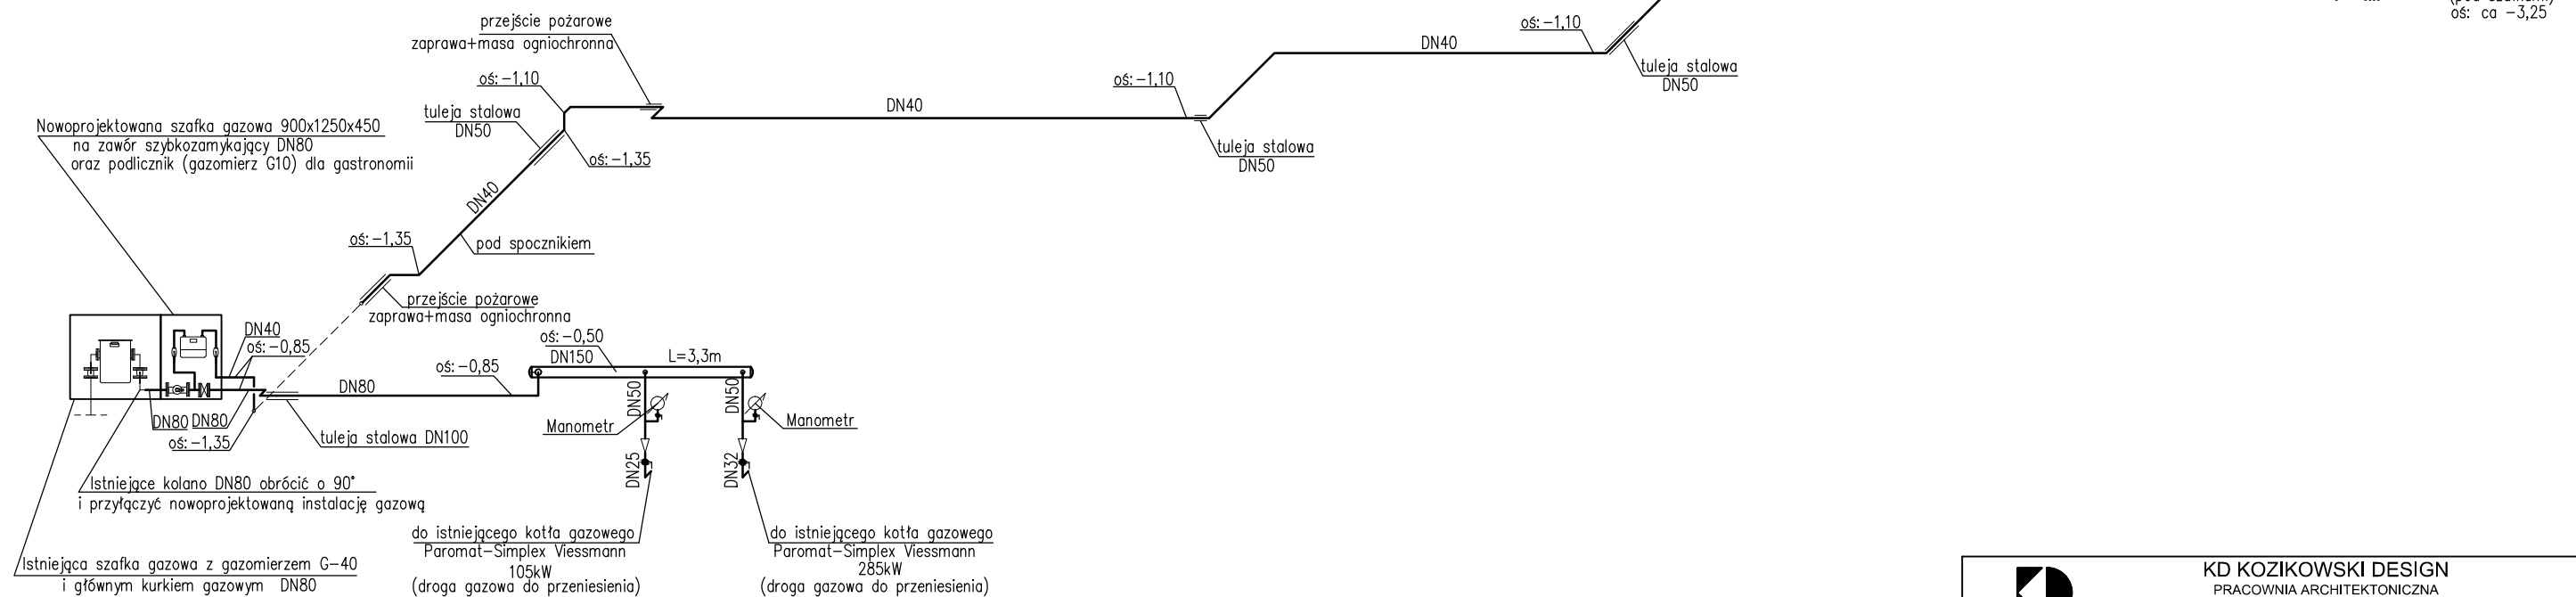 przejście pożarowe
zaprawa+masa ogniochronna
oś:-1,10
tuleja stalowa
DN50
oś:-1,35
DN40
DN40
oś:-1,10
tuleja stalowa
DN50
DN40
oś:-1,10
tuleja stalowa
DN50
oś: ca -3,25
Nowoprojektowana szafka gazowa 900x1250x450
na zawór szybkozamykający DN80
oraz podlicznik (gazomierz G10) dla gastronomii
oś:-1,35
pod spocznikiem
przejście pożarowe
zaprawa+masa ogniochronna
DN40
oś:-0,85
DN80
oś:-0,85
oś:-0,50
DN150
L=3,3m
DN50
DN50
Manometr
Manometr
DN80
DN80
oś:-1,35
tuleja stalowa DN100
DN25
DN32
Istniejące kolano DN80 obrócić o 90°
i przyłączyć nowoprojektowaną instalację gazową
Istniejąca szafka gazowa z gazomierzem G-40
i głównym kurkiem gazowym DN80
do istniejącego kotła gazowego
Paromat-Simplex Viessmann
105kW
(droga gazowa do przeniesienia)
do istniejącego kotła gazowego
Paromat-Simplex Viessmann
285kW
(droga gazowa do przeniesienia)
KD KOZIKOWSKI DESIGN
PRACOWNIA ARCHITEKTONICZNA